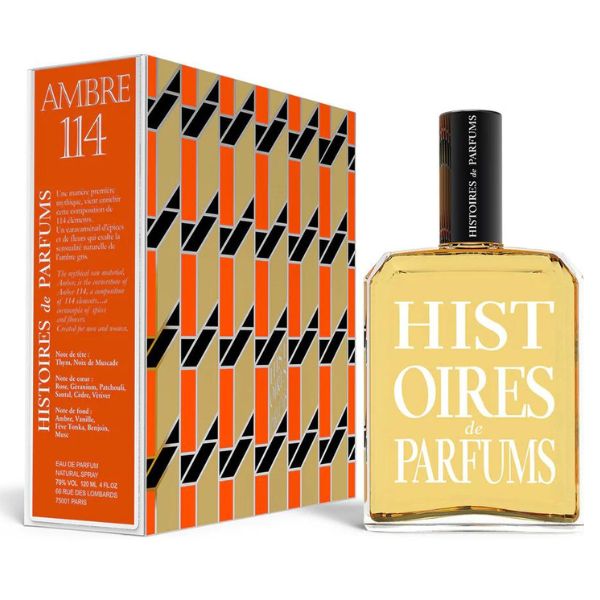 AMBRE
114
HISTOIRES de PARFUMS
Une matière première
mythique, vient enrichir
cette composition de
114 éléments.
Un caravansérail d'épices
et de fleurs qui exalte la
sensualité naturelle de
l'ambre gris.
The mythical raw material,
Amber, is the cornerstone of
Amber 114, a composition
of 114 elements...a
of spices
and flowers.
Created for men and women.
Note de tête :
Thym, Noix de Muscade
Note de cœur :
Rose, Géranium, Patchouli,
Santal, Cèdre, Vétiver
Note de fond :
Ambre, Vanille,
Fève Tonka, Benjoin,
Musc
EAU DE PARFUM
NATURAL SPRAY
79% VOL 120 ML 4 FL.OZ
66 RUE DES LOMBARDS
75001 PARIS
HISTOIRES de PARFUMS
HIST
OIRES
de
PARFUMS